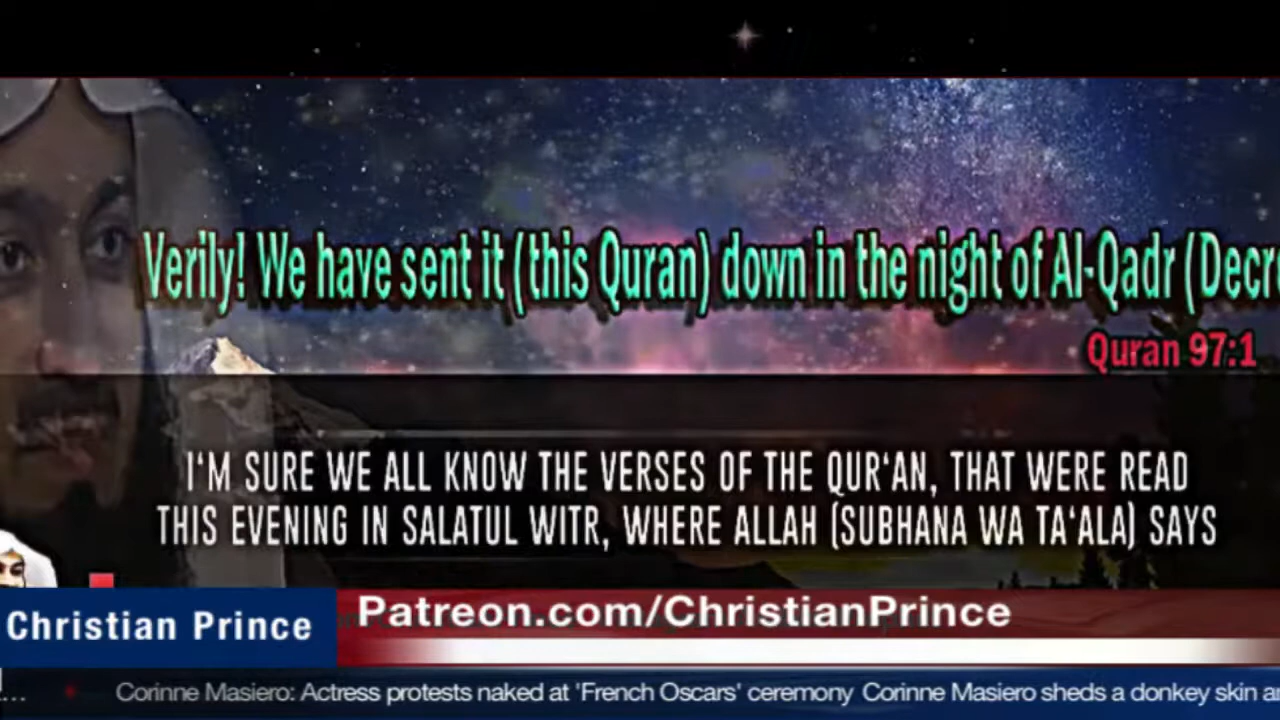 Verily! We have sent it (this Quran) down in the night of Al-Qadr (Decre
Quran 97:1
I'M SURE WE ALL KNOW THE VERSES OF THE QUR'AN, THAT WERE READ
THIS EVENING IN SALATUL WITR, WHERE ALLAH (SUBHANA WA TA'ALA) SAYS
Christian Prince
Patreon.com/ChristianPrince
... • Corinne Masiero: Actress protests naked at 'French Oscars' ceremony Corinne Masiero sheds a donkey skin a